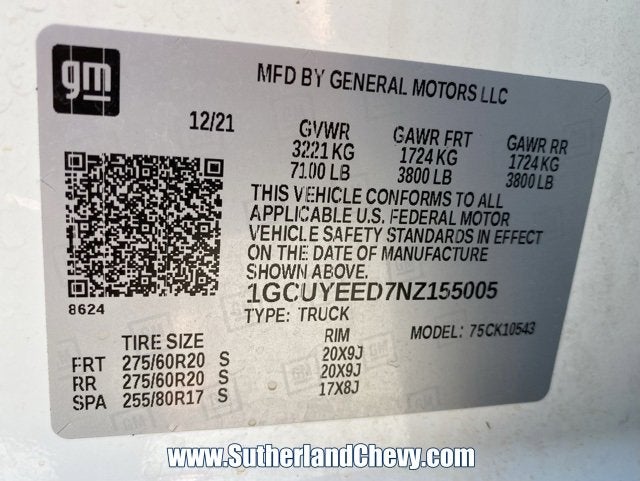 gm
MFD BY GENERAL MOTORS LLC
12/21 GVWR GAWR FRT GAWR RR
3221 KG 1724 KG 1724 KG
7100 LB 3800 LB 3800 LB
THIS VEHICLE CONFORMS TO ALL
APPLICABLE U.S. FEDERAL MOTOR
VEHICLE SAFETY STANDARDS IN EFFECT
ON THE DATE OF MANUFACTURE
SHOWN ABOVE.
8624
1GCUYEED7NZ155005
TYPE: TRUCK
MODEL: 75CK10543
TIRE SIZE RIM
FRT 275/60R20 S 20X9J
RR 275/60R20 S 20X9J
SPA 255/80R17 S 17X8J
www.SutherlandChevy.com